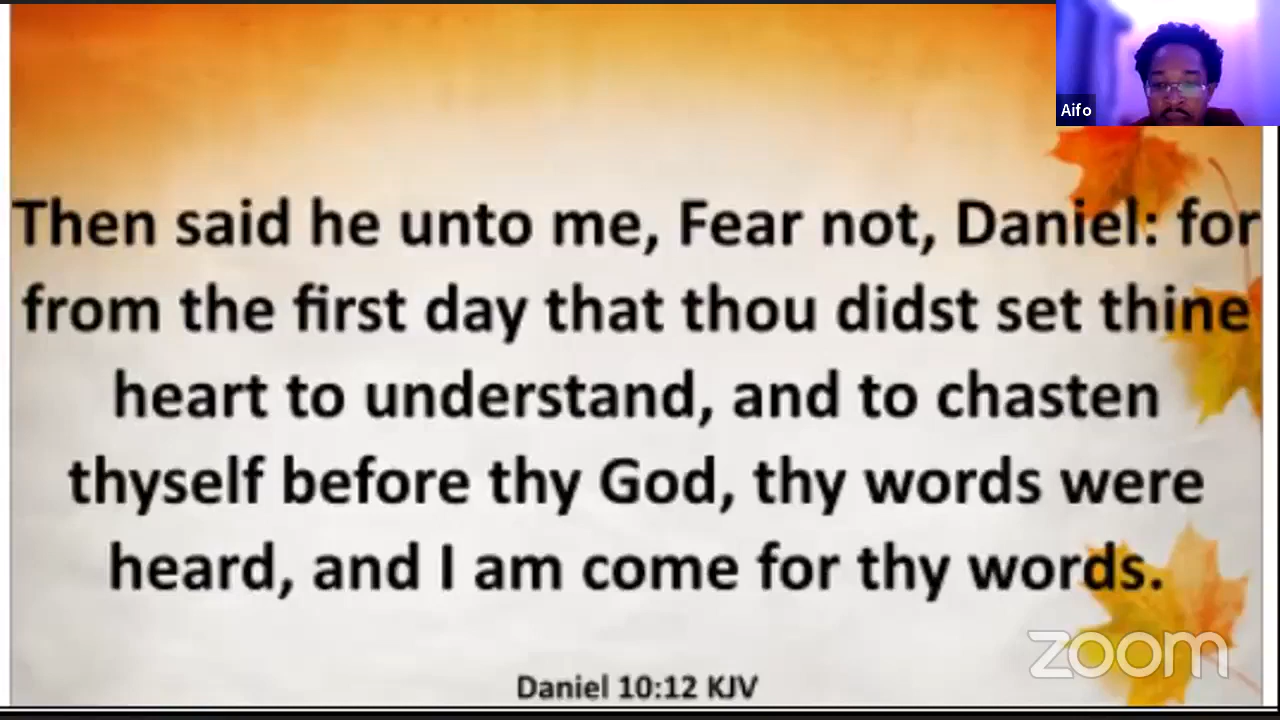 Aifo
Then said he unto me, Fear not, Daniel: for
from the first day that thou didst set thine
heart to understand, and to chasten
thyself before thy God, thy words were
heard, and I am come for thy words.
zoom
Daniel 10:12 KJV